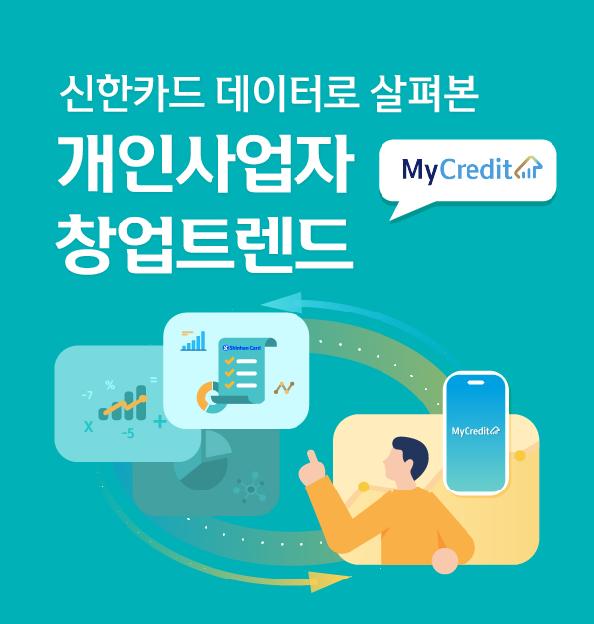 신한카드 데이터로 살펴본
개인사업자
창업트렌드
MyCredit
Shinhan Card
-7 % =
X -5 +
MyCredit